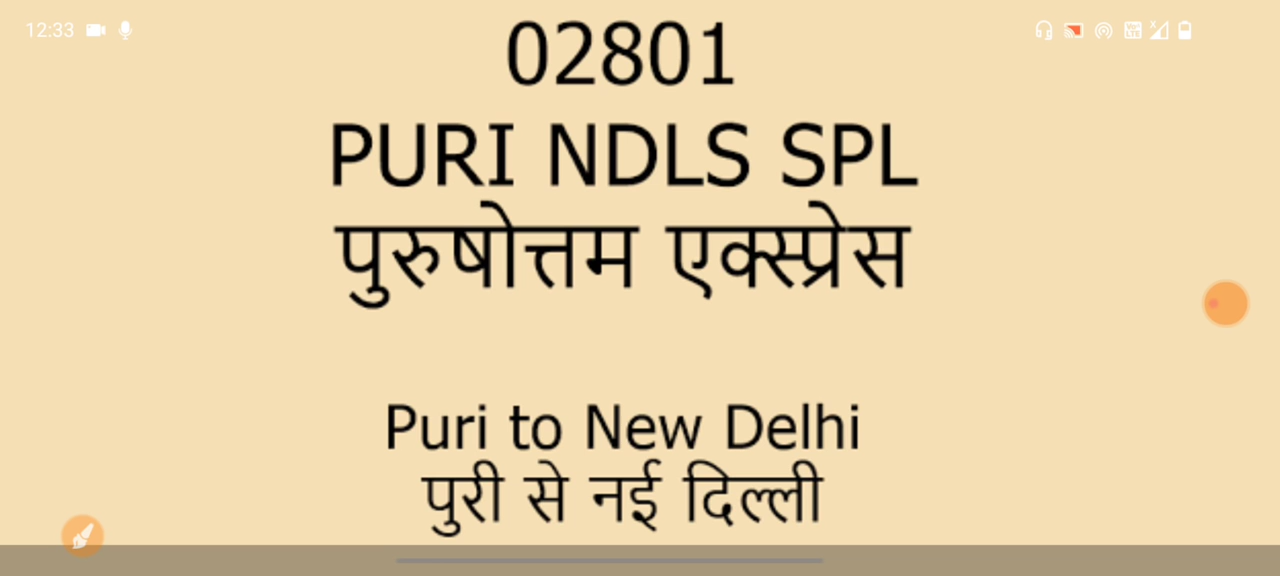 12:33
02801
PURI NDLS SPL
पुरुषोत्तम एक्स्प्रेस
Puri to New Delhi
पुरी से नई दिल्ली